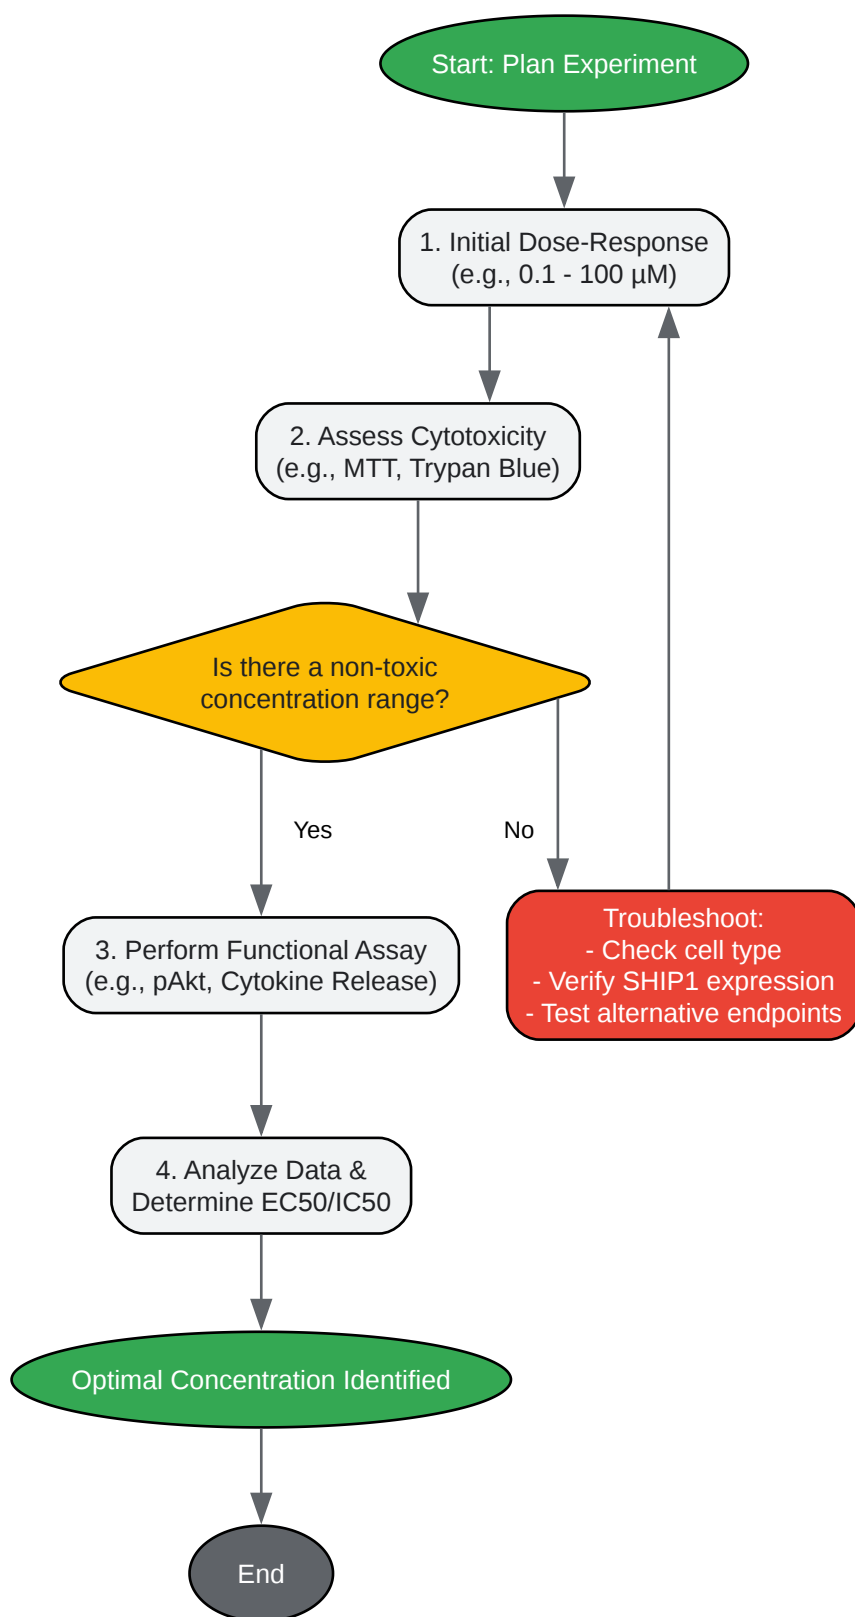 Start: Plan Experiment
1. Initial Dose-Response
(e.g., 0.1 - 100 µM)
2. Assess Cytotoxicity
(e.g., MTT, Trypan Blue)
Is there a non-toxic
concentration range?
Yes
No
3. Perform Functional Assay
(e.g., pAkt, Cytokine Release)
Troubleshoot:
- Check cell type
- Verify SHIP1 expression
- Test alternative endpoints
4. Analyze Data &
Determine EC50/IC50
Optimal Concentration Identified
End